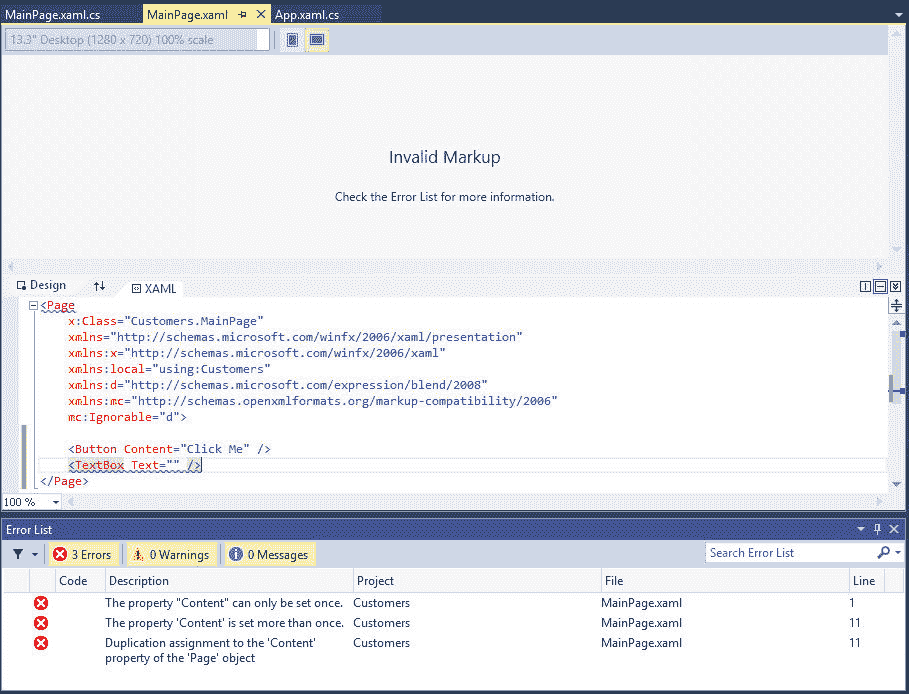 MainPage.xaml.cs MainPage.xaml App.xaml.cs
13.3" Desktop (1280 x 720) 100% scale
Invalid Markup
Check the Error List for more information.
Design XAML
<Page
x:Class="Customers.MainPage"
xmlns="http://schemas.microsoft.com/winfx/2006/xaml/presentation"
xmlns:x="http://schemas.microsoft.com/winfx/2006/xaml"
xmlns:local="using:Customers"
xmlns:d="http://schemas.microsoft.com/expression/blend/2008"
xmlns:mc="http://schemas.openxmlformats.org/markup-compatibility/2006"
mc:Ignorable="d">
<Button Content="Click Me" />
<TextBox Text="" />
</Page>
100 %
Error List
3 Errors 0 Warnings 0 Messages Search Error List
Code Description Project File Line
The property "Content" can only be set once. Customers MainPage.xaml 1
The property 'Content' is set more than once. Customers MainPage.xaml 11
Duplication assignment to the 'Content' Customers MainPage.xaml 11
property of the 'Page' object